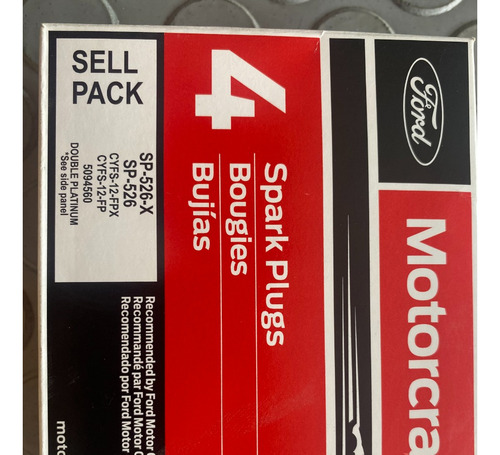 Ford
Motorcra
4
Spark Plugs
Bougies
Bujías
SELL
PACK
SP-526-X
SP-526
CYFS-12-FPX
CYFS-12-FP
5094560
DOUBLE PLATINUM
*See side panel
Recommended by Ford Motor C
Recommandé par Ford Motor C
Recomendado por Ford Motor
moto